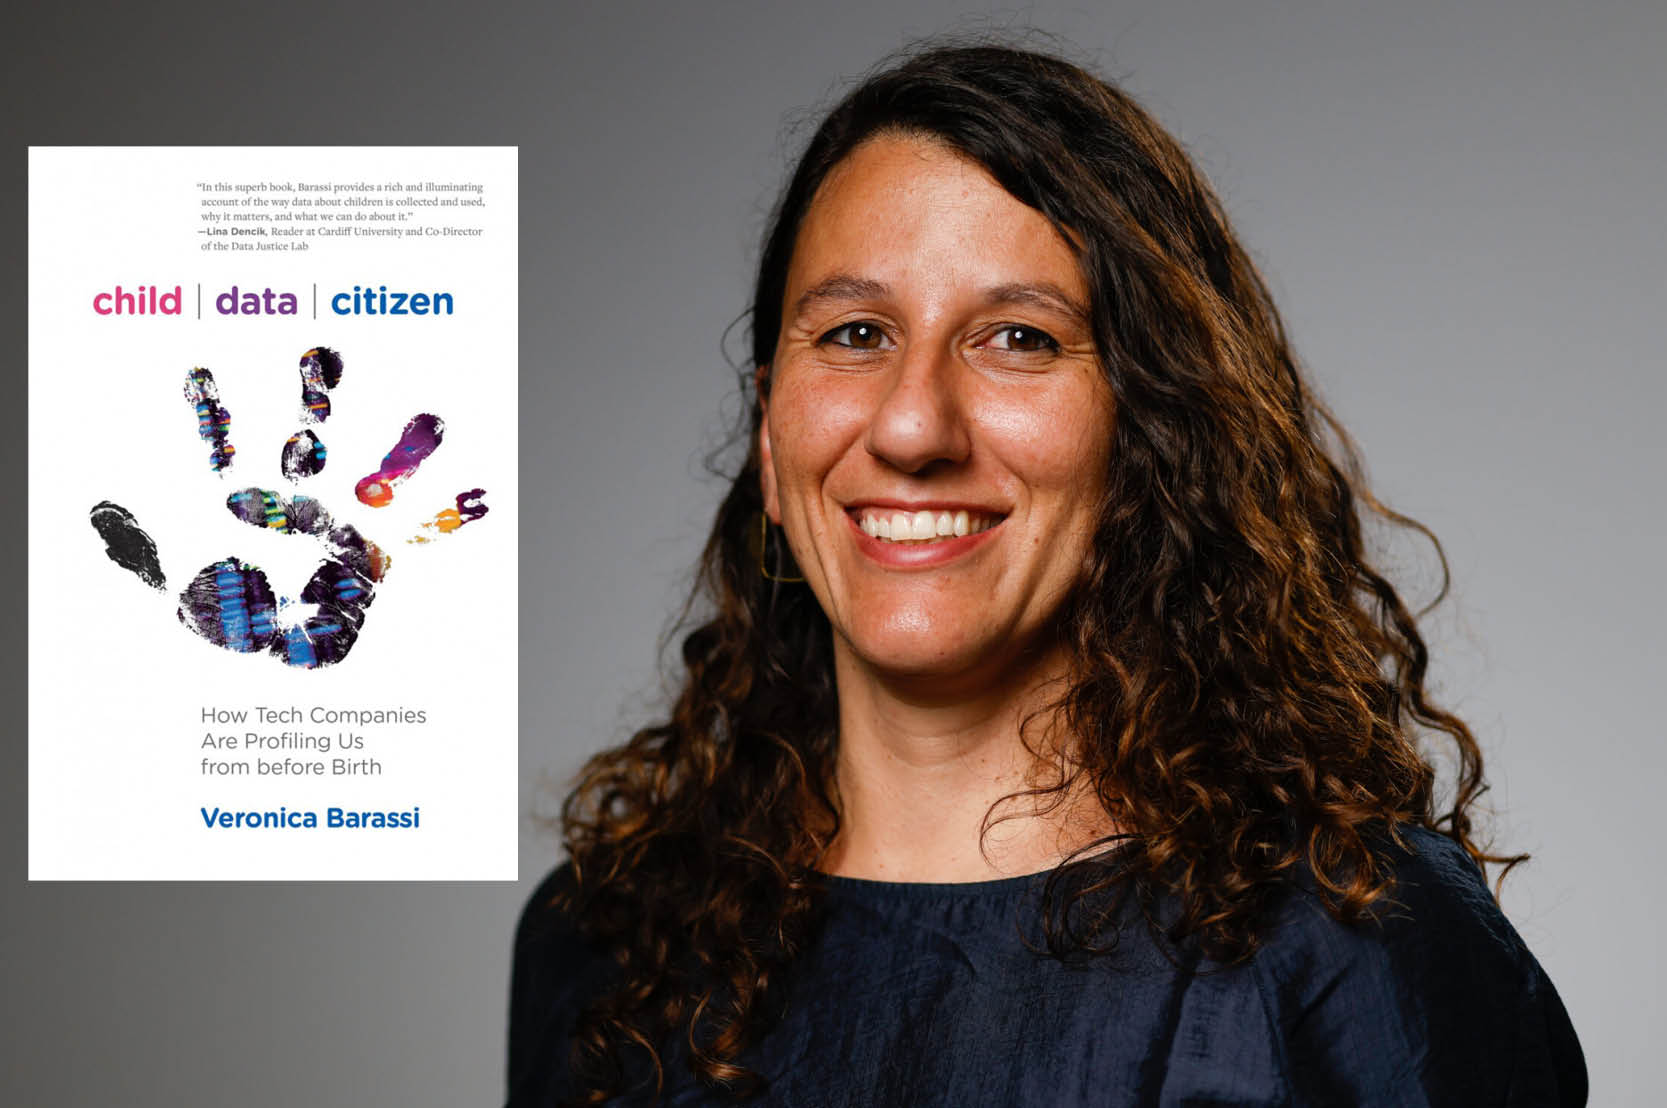 “In this superb book, Barassi provides a rich and illuminating
account of the way data about children is collected and used,
why it matters, and what we can do about it.”
—Lina Dencik, Reader at Cardiff University and Co-Director
of the Data Justice Lab
child | data | citizen
How Tech Companies
Are Profiling Us
from before Birth
Veronica Barassi